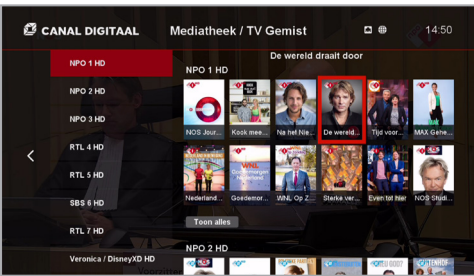 CANAL DIGITAAL
Mediatheek / TV Gemist
14:50
De wereld draait door
NPO 1 HD
NPO 1 HD
NPO 2 HD
NPO 3 HD
RTL 4 HD
RTL 5 HD
SBS 6 HD
RTL 7 HD
Veronica / DisneyXD HD
NOS Jour...
Kook mee...
Na het Nie...
De wereld...
Tijd voor...
MAX Gehe...
WNL
Goedemorgen
Nederland
Nederland...
Goedemor...
WNL Op Z...
Sterke ver...
Even tot hier
NOS Studi...
Toon alles
NPO 2 HD